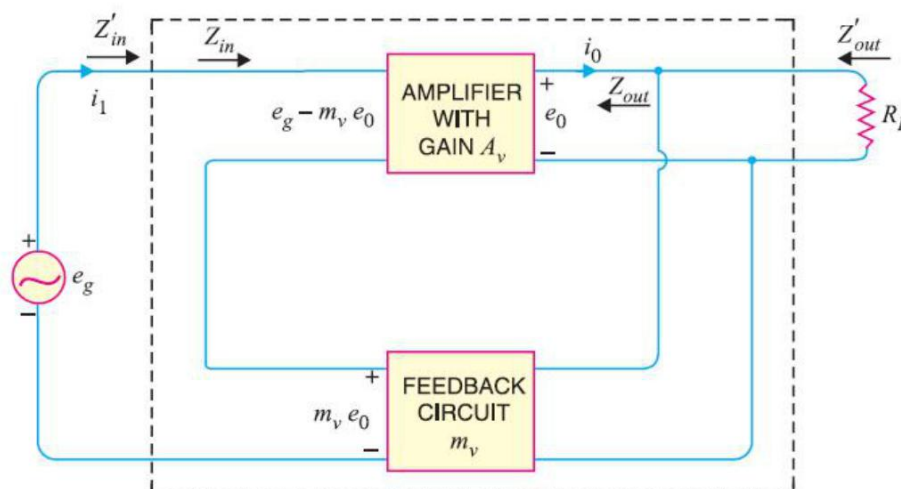 Z'in
Zin
i0
Z'out
i1
eg – mv e0
AMPLIFIER
WITH
GAIN Av
+
e0
–
Zout
+
eg
–
+
mv e0
–
FEEDBACK
CIRCUIT
mv